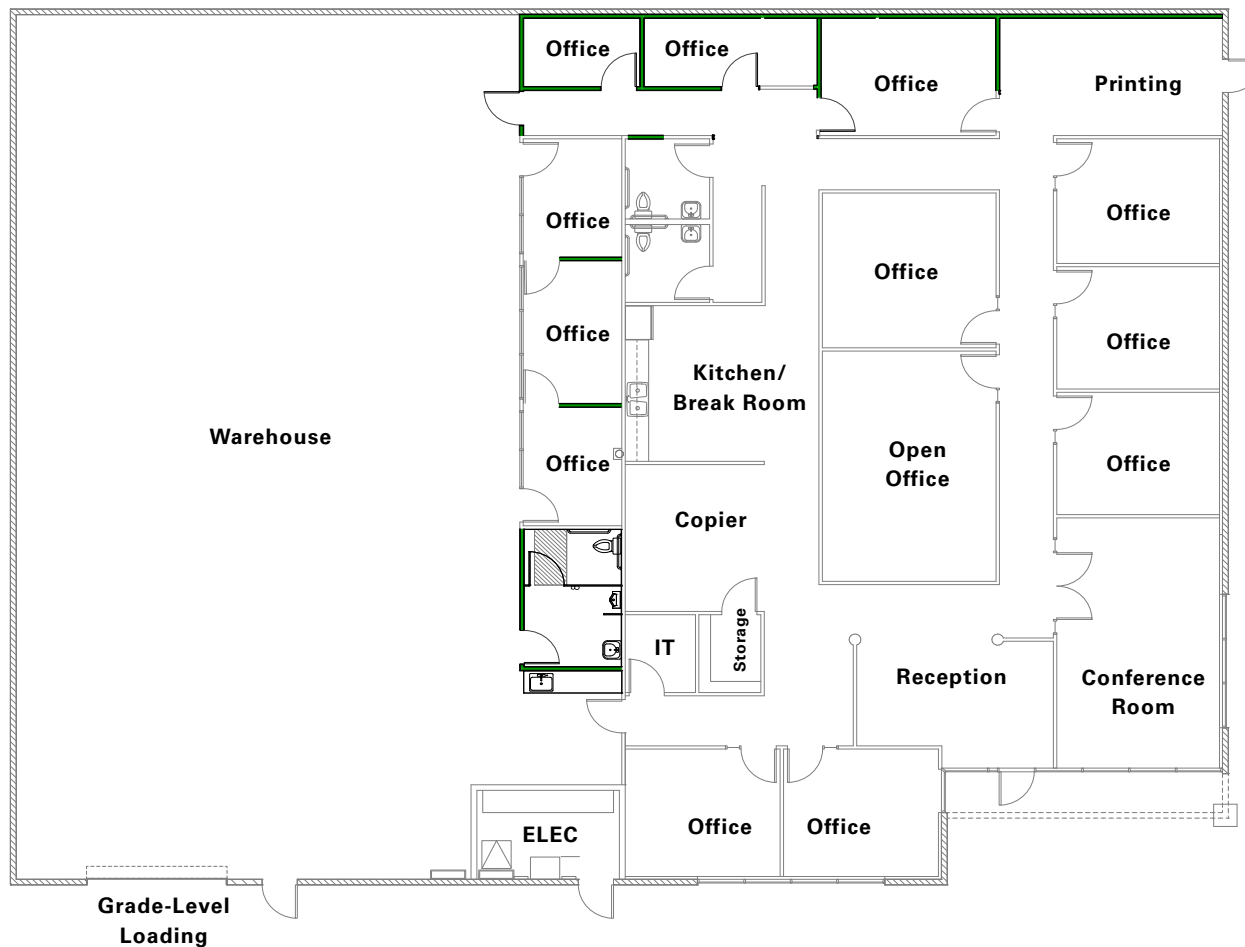 Office
Office
Office
Printing
Office
Office
Office
Office
Office
Kitchen/
Break Room
Office
Warehouse
Open
Office
Office
Office
Copier
IT
Storage
Reception
Conference
Room
ELEC
Office
Office
Grade-Level
Loading